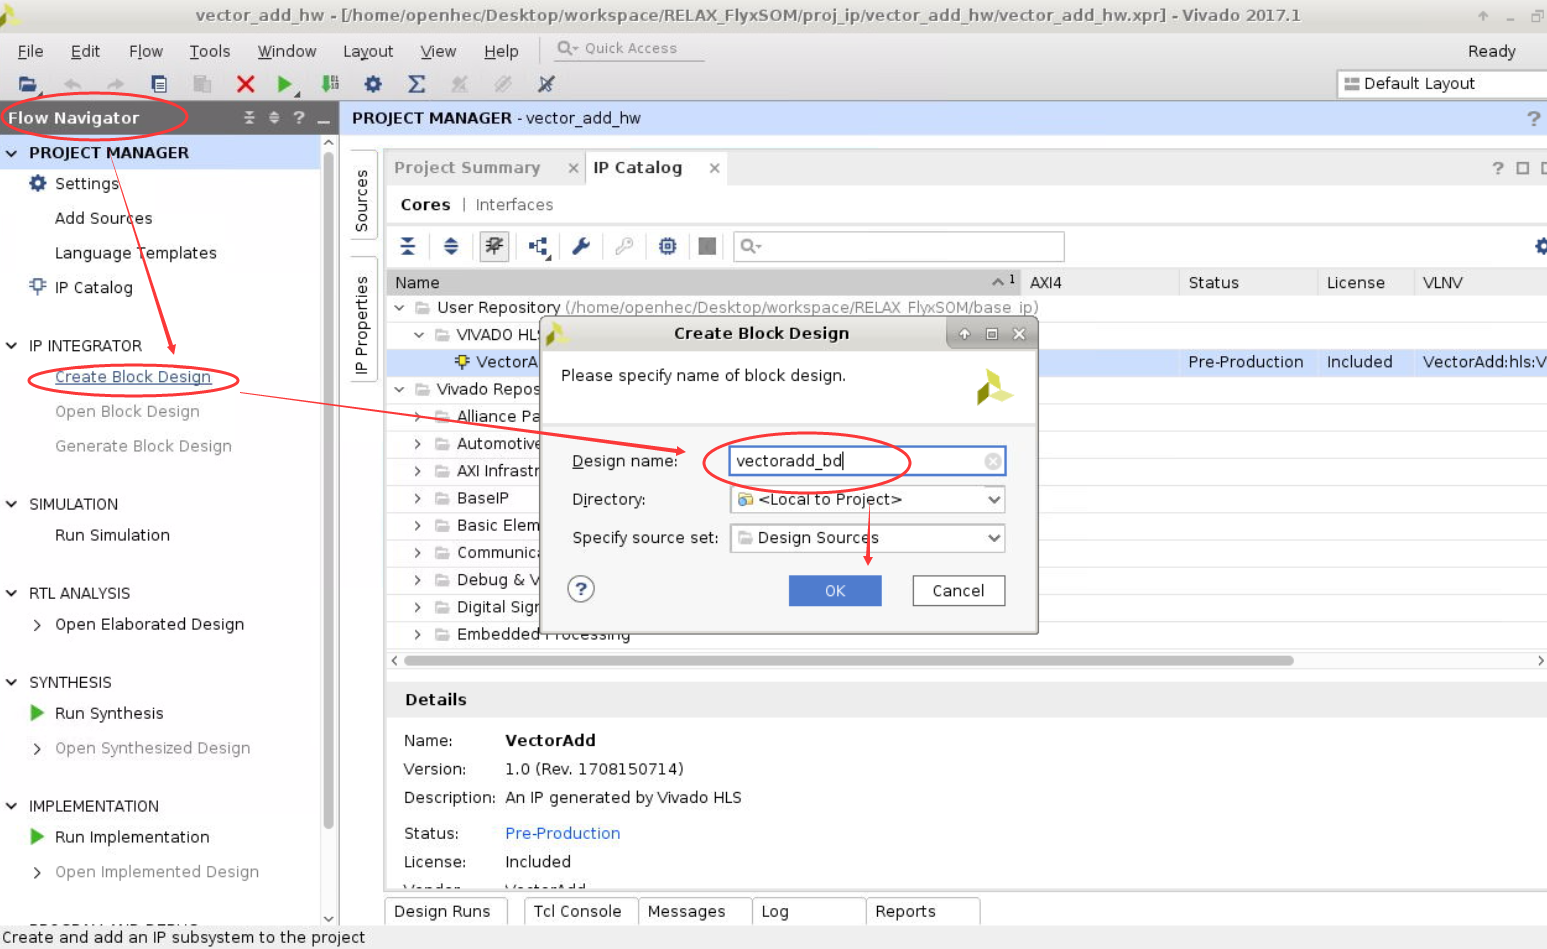 vector_add_hw - [/home/openhec/Desktop/workspace/RELAX_FlyxSOM/proj_ip/vector_add_hw/vector_add_hw.xpr] - Vivado 2017.1
File Edit Flow Tools Window Layout View Help Quick Access Ready
Default Layout
Flow Navigator
PROJECT MANAGER - vector_add_hw
PROJECT MANAGER
Settings
Add Sources
Language Templates
IP Catalog
IP INTEGRATOR
Create Block Design
Open Block Design
Generate Block Design
SIMULATION
Run Simulation
RTL ANALYSIS
Open Elaborated Design
SYNTHESIS
Run Synthesis
Open Synthesized Design
IMPLEMENTATION
Run Implementation
Open Implemented Design
Sources
IP Properties
Project Summary IP Catalog
Cores | Interfaces
Name 1 AXI4 Status License VLNV
User Repository (/home/openhec/Desktop/workspace/RELAX_FlyxSOM/base_ip)
VIVADO HLS
VectorA Pre-Production Included VectorAdd:hls:V
Vivado Repos
Alliance Pa
Automotive
AXI Infrastr
BaseIP
Basic Elem
Communica
Debug & V
Digital Sign
Embedded Processing
Create Block Design
Please specify name of block design.
Design name: vectoradd_bd
Directory: <Local to Project>
Specify source set: Design Sources
? OK Cancel
Details
Name: VectorAdd
Version: 1.0 (Rev. 1708150714)
Description: An IP generated by Vivado HLS
Status: Pre-Production
License: Included
Vendor: VectorAdd
Design Runs Tcl Console Messages Log Reports
Create and add an IP subsystem to the project